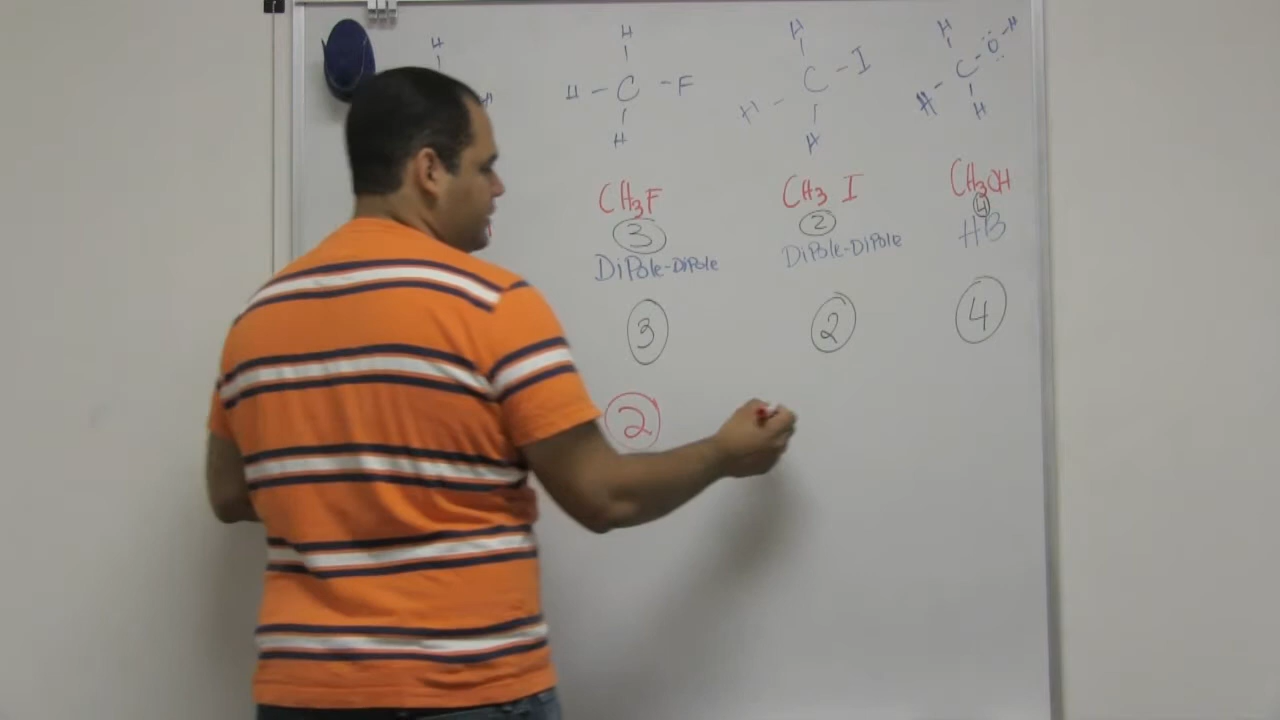 H
H
H
H – C – F
H
H
C – I
H
H
H
C – Ö – H
H
H
CH3F
3
DiPole-DiPole
3
2
CH3 I
2
DiPole-DiPole
2
CH3OH
4
HB
4